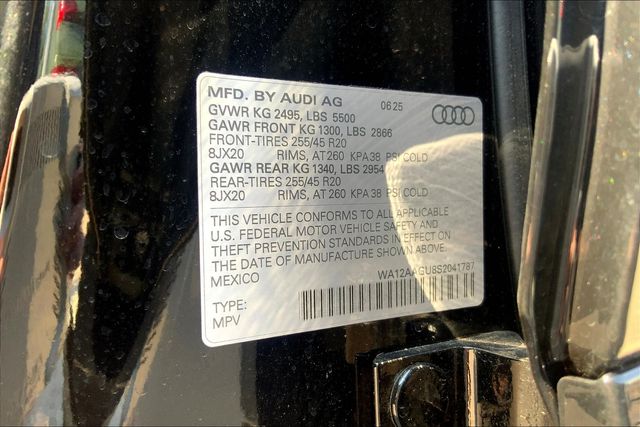 MFD. BY AUDI AG 06 25
GVWR KG 2495, LBS 5500
GAWR FRONT KG 1300, LBS 2866
FRONT-TIRES 255/45 R20
8JX20 RIMS, AT 260 KPA 38 PSI COLD
GAWR REAR KG 1340, LBS 2954
REAR-TIRES 255/45 R20
8JX20 RIMS, AT 260 KPA 38 PSI COLD
THIS VEHICLE CONFORMS TO ALL APPLICABLE
U.S. FEDERAL MOTOR VEHICLE SAFETY AND
THEFT PREVENTION STANDARDS IN EFFECT ON
THE DATE OF MANUFACTURE SHOWN ABOVE
MEXICO WA12AAGU8S2041787
TYPE:
MPV